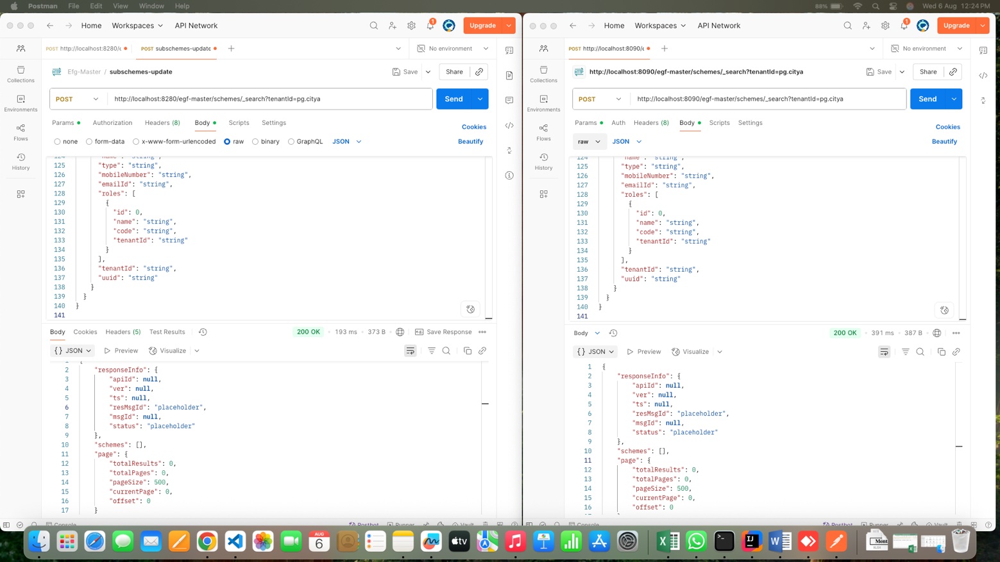 Postman File Edit View Window Help 88% Wed 6 Aug 12:24 PM
Home Workspaces API Network 1 Upgrade
POST http://localhost:8280/e POST subschemes-update No environment
Efg-Master / subschemes-update Save Share
POST http://localhost:8280/egf-master/schemes/_search?tenantId=pg.citya Send
Params Authorization Headers (8) Body Scripts Settings Cookies
none form-data x-www-form-urlencoded raw binary GraphQL JSON Beautify
Collections
Environments
Flows
History
124 "name": "string",
125 "type": "string",
126 "mobileNumber": "string",
127 "emailId": "string",
128 "roles": [
129 {
130 "id": 0,
131 "name": "string",
132 "code": "string",
133 "tenantId": "string"
134 }
135 ],
136 "tenantId": "string",
137 "uuid": "string"
138 }
139 }
140 }
141
Body Cookies Headers (5) Test Results 200 OK • 193 ms • 373 B Save Response
{} JSON Preview Visualize
1 {
2 "responseInfo": {
3 "apiId": null,
4 "ver": null,
5 "ts": null,
6 "resMsgId": "placeholder",
7 "msgId": null,
8 "status": "placeholder"
9 },
10 "schemes": [],
11 "page": {
12 "totalResults": 0,
13 "totalPages": 0,
14 "pageSize": 500,
15 "currentPage": 0,
16 "offset": 0
17 }
Console Postbot Runner Vault
Home Workspaces API Network 1 Upgrade
POST http://localhost:8090/e No environment
http://localhost:8090/egf-master/schemes/_search?tenantId=pg.citya Save Share
POST http://localhost:8090/egf-master/schemes/_search?tenantId=pg.citya Send
Params Auth Headers (8) Body Scripts Settings Cookies
raw JSON Beautify
Collections
Environments
Flows
History
124 "name": "string",
125 "type": "string",
126 "mobileNumber": "string",
127 "emailId": "string",
128 "roles": [
129 {
130 "id": 0,
131 "name": "string",
132 "code": "string",
133 "tenantId": "string"
134 }
135 ],
136 "tenantId": "string",
137 "uuid": "string"
138 }
139 }
140 }
141
Body 200 OK • 391 ms • 387 B
{} JSON Preview Visualize
1 {
2 "responseInfo": {
3 "apiId": null,
4 "ver": null,
5 "ts": null,
6 "resMsgId": "placeholder",
7 "msgId": null,
8 "status": "placeholder"
9 },
10 "schemes": [],
11 "page": {
12 "totalResults": 0,
13 "totalPages": 0,
14 "pageSize": 500,
15 "currentPage": 0,
16 "offset": 0
Console Postbot Runner Vault
AUG
6
tv